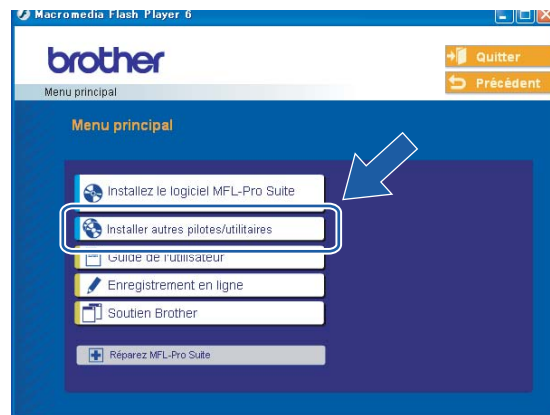 Macromedia Flash Player 6
brother
Quitter
Précédent
Menu principal
Menu principal
Installez le logiciel MFL-Pro Suite
Installer autres pilotes/utilitaires
Guide de l'utilisateur
Enregistrement en ligne
Soutien Brother
Réparez MFL-Pro Suite